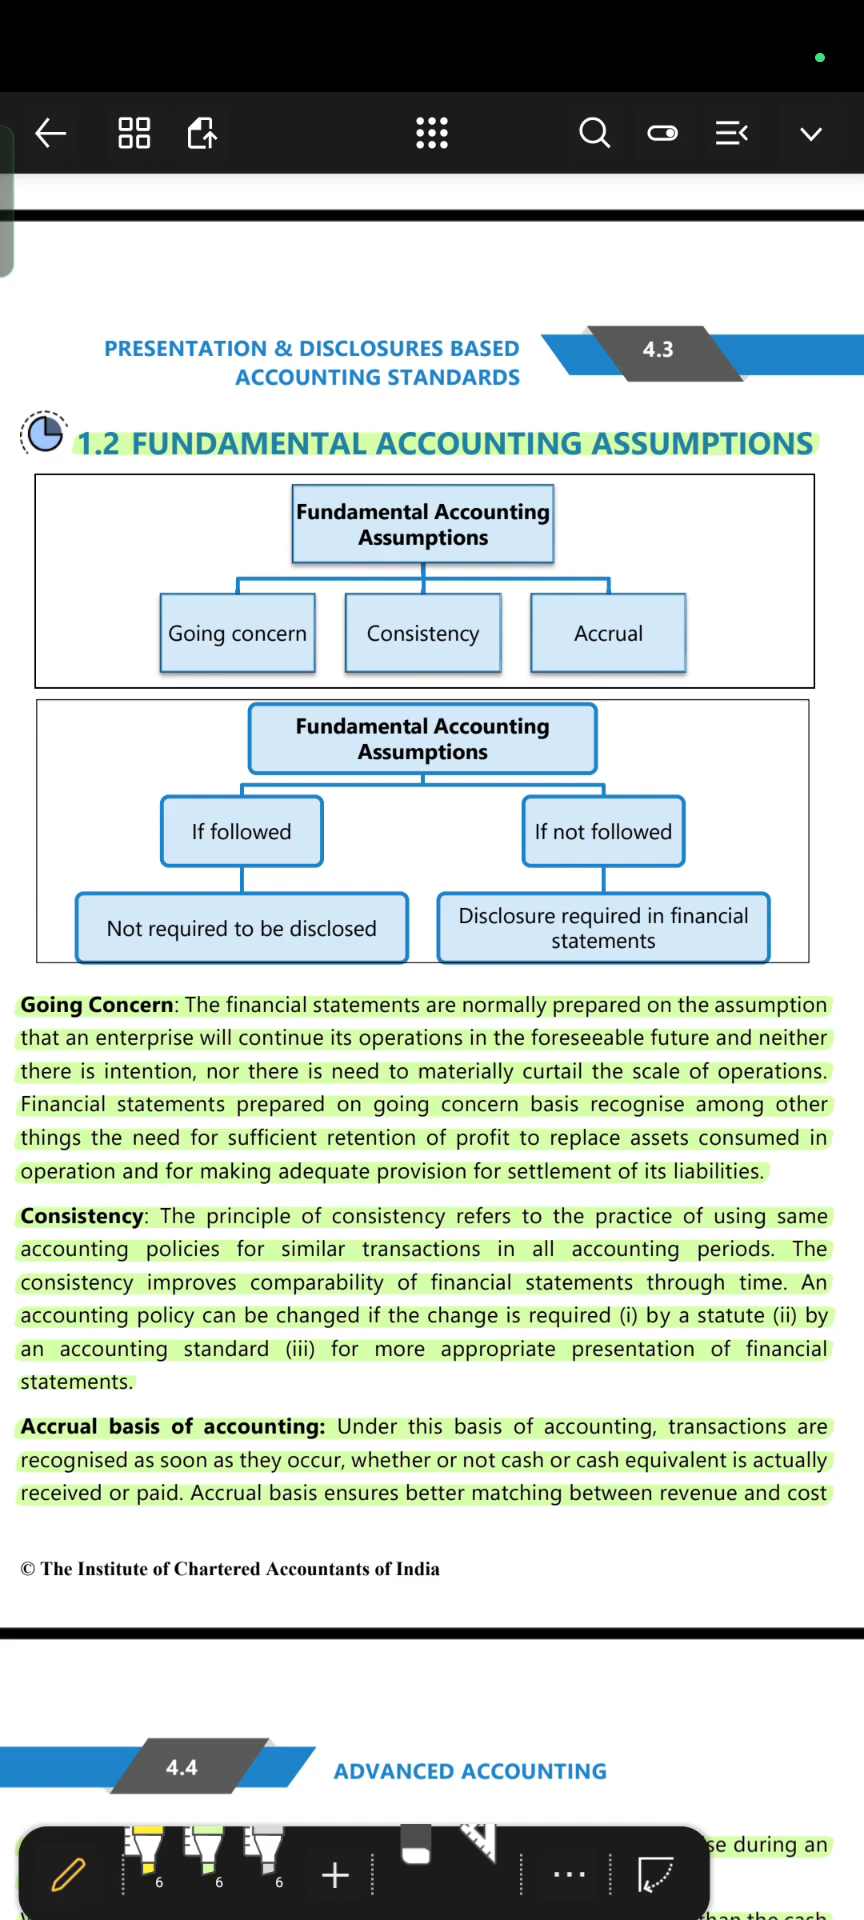 PRESENTATION & DISCLOSURES BASED
ACCOUNTING STANDARDS
4.3
1.2 FUNDAMENTAL ACCOUNTING ASSUMPTIONS
Fundamental Accounting
Assumptions
Going concern
Consistency
Accrual
Fundamental Accounting
Assumptions
If followed
If not followed
Not required to be disclosed
Disclosure required in financial
statements
Going Concern: The financial statements are normally prepared on the assumption
that an enterprise will continue its operations in the foreseeable future and neither
there is intention, nor there is need to materially curtail the scale of operations.
Financial statements prepared on going concern basis recognise among other
things the need for sufficient retention of profit to replace assets consumed in
operation and for making adequate provision for settlement of its liabilities.
Consistency: The principle of consistency refers to the practice of using same
accounting policies for similar transactions in all accounting periods. The
consistency improves comparability of financial statements through time. An
accounting policy can be changed if the change is required (i) by a statute (ii) by
an accounting standard (iii) for more appropriate presentation of financial
statements.
Accrual basis of accounting: Under this basis of accounting, transactions are
recognised as soon as they occur, whether or not cash or cash equivalent is actually
received or paid. Accrual basis ensures better matching between revenue and cost
© The Institute of Chartered Accountants of India
4.4
ADVANCED ACCOUNTING
during an
6
6
6
than the cash